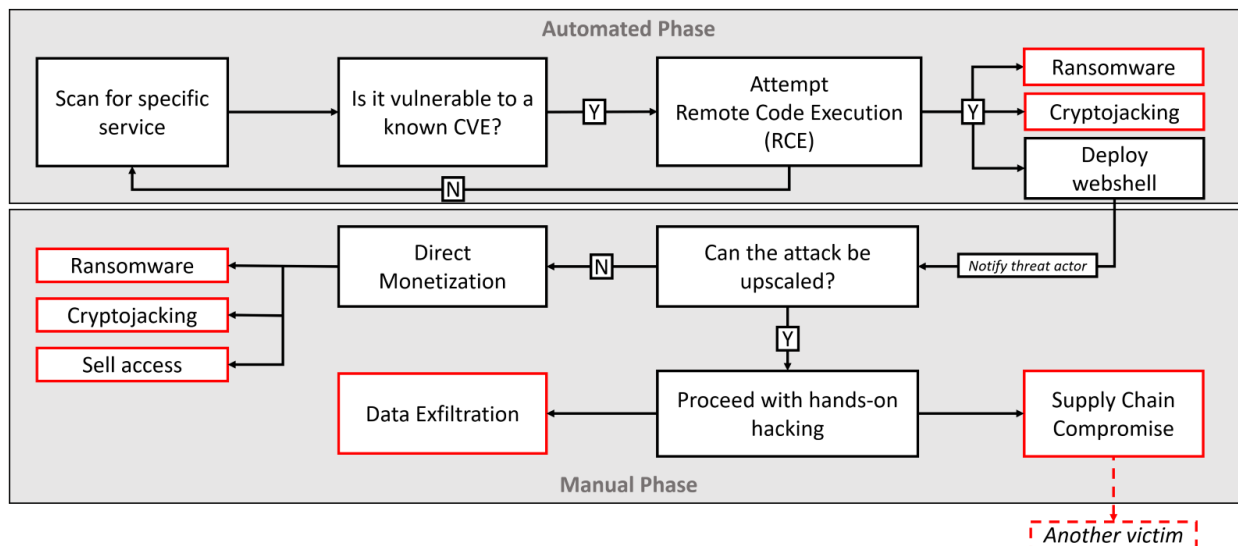 Automated Phase
Scan for specific
service
Is it vulnerable to a
known CVE?
Y
Attempt
Remote Code Execution
(RCE)
Y
Ransomware
Cryptojacking
Deploy
webshell
N
Ransomware
Cryptojacking
Sell access
Direct
Monetization
N
Can the attack be
upscaled?
Notify threat actor
Y
Data Exfiltration
Proceed with hands-on
hacking
Supply Chain
Compromise
Manual Phase
Another victim